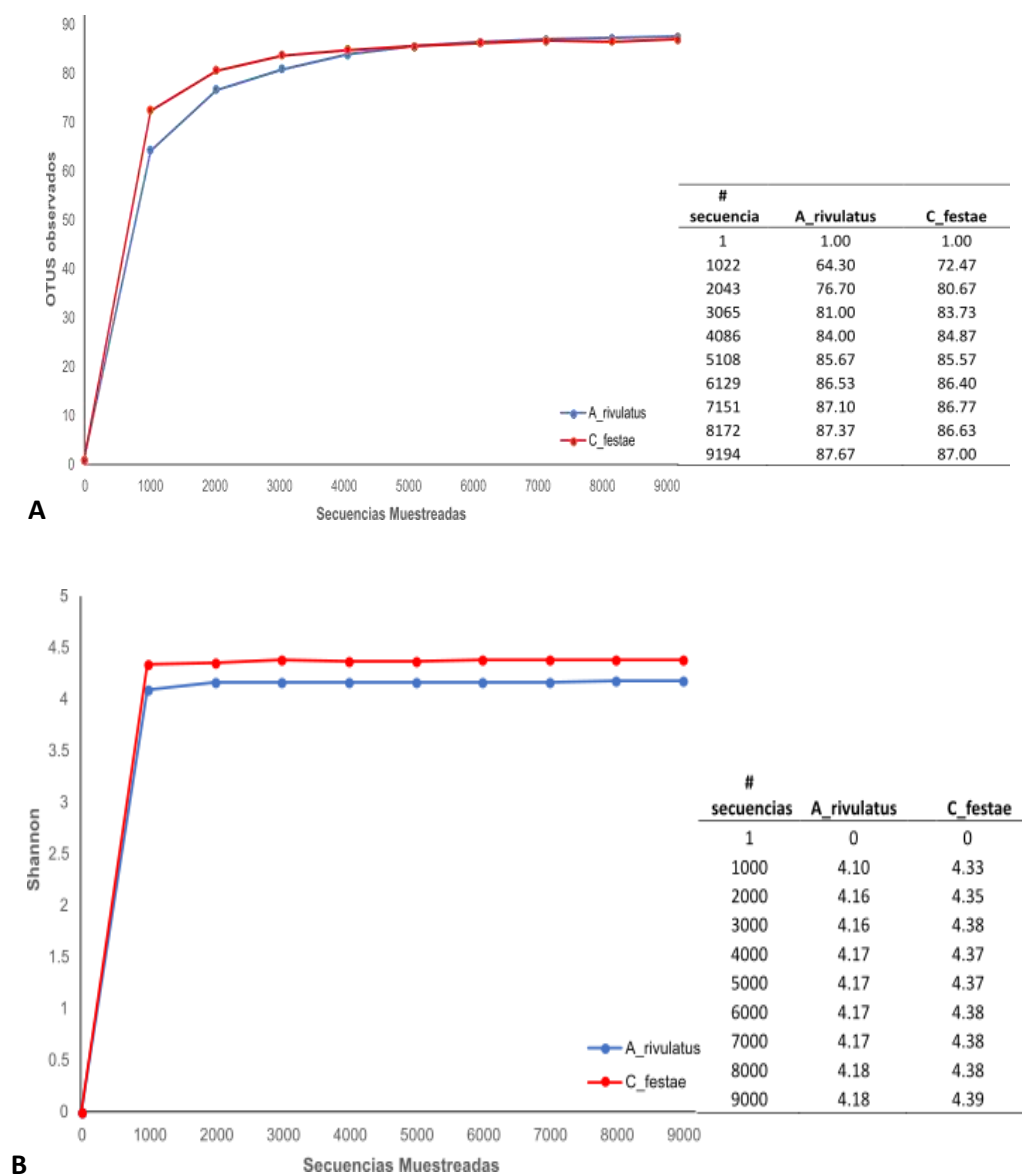 90
80
70
60
50
40
30
20
10
0
OTUS observados
0 1000 2000 3000 4000 5000 6000 7000 8000 9000
Secuencias Muestreadas
A_rivulatus
C_festae
#
secuencia A_rivulatus C_festae
1 1.00 1.00
1022 64.30 72.47
2043 76.70 80.67
3065 81.00 83.73
4086 84.00 84.87
5108 85.67 85.57
6129 86.53 86.40
7151 87.10 86.77
8172 87.37 86.63
9194 87.67 87.00
A
5
4.5
4
3.5
3
2.5
2
1.5
1
0.5
0
Shannon
0 1000 2000 3000 4000 5000 6000 7000 8000 9000
Secuencias Muestreadas
A_rivulatus
C_festae
#
secuencias A_rivulatus C_festae
1 0 0
1000 4.10 4.33
2000 4.16 4.35
3000 4.16 4.38
4000 4.17 4.37
5000 4.17 4.37
6000 4.17 4.38
7000 4.17 4.38
8000 4.18 4.38
9000 4.18 4.39
B